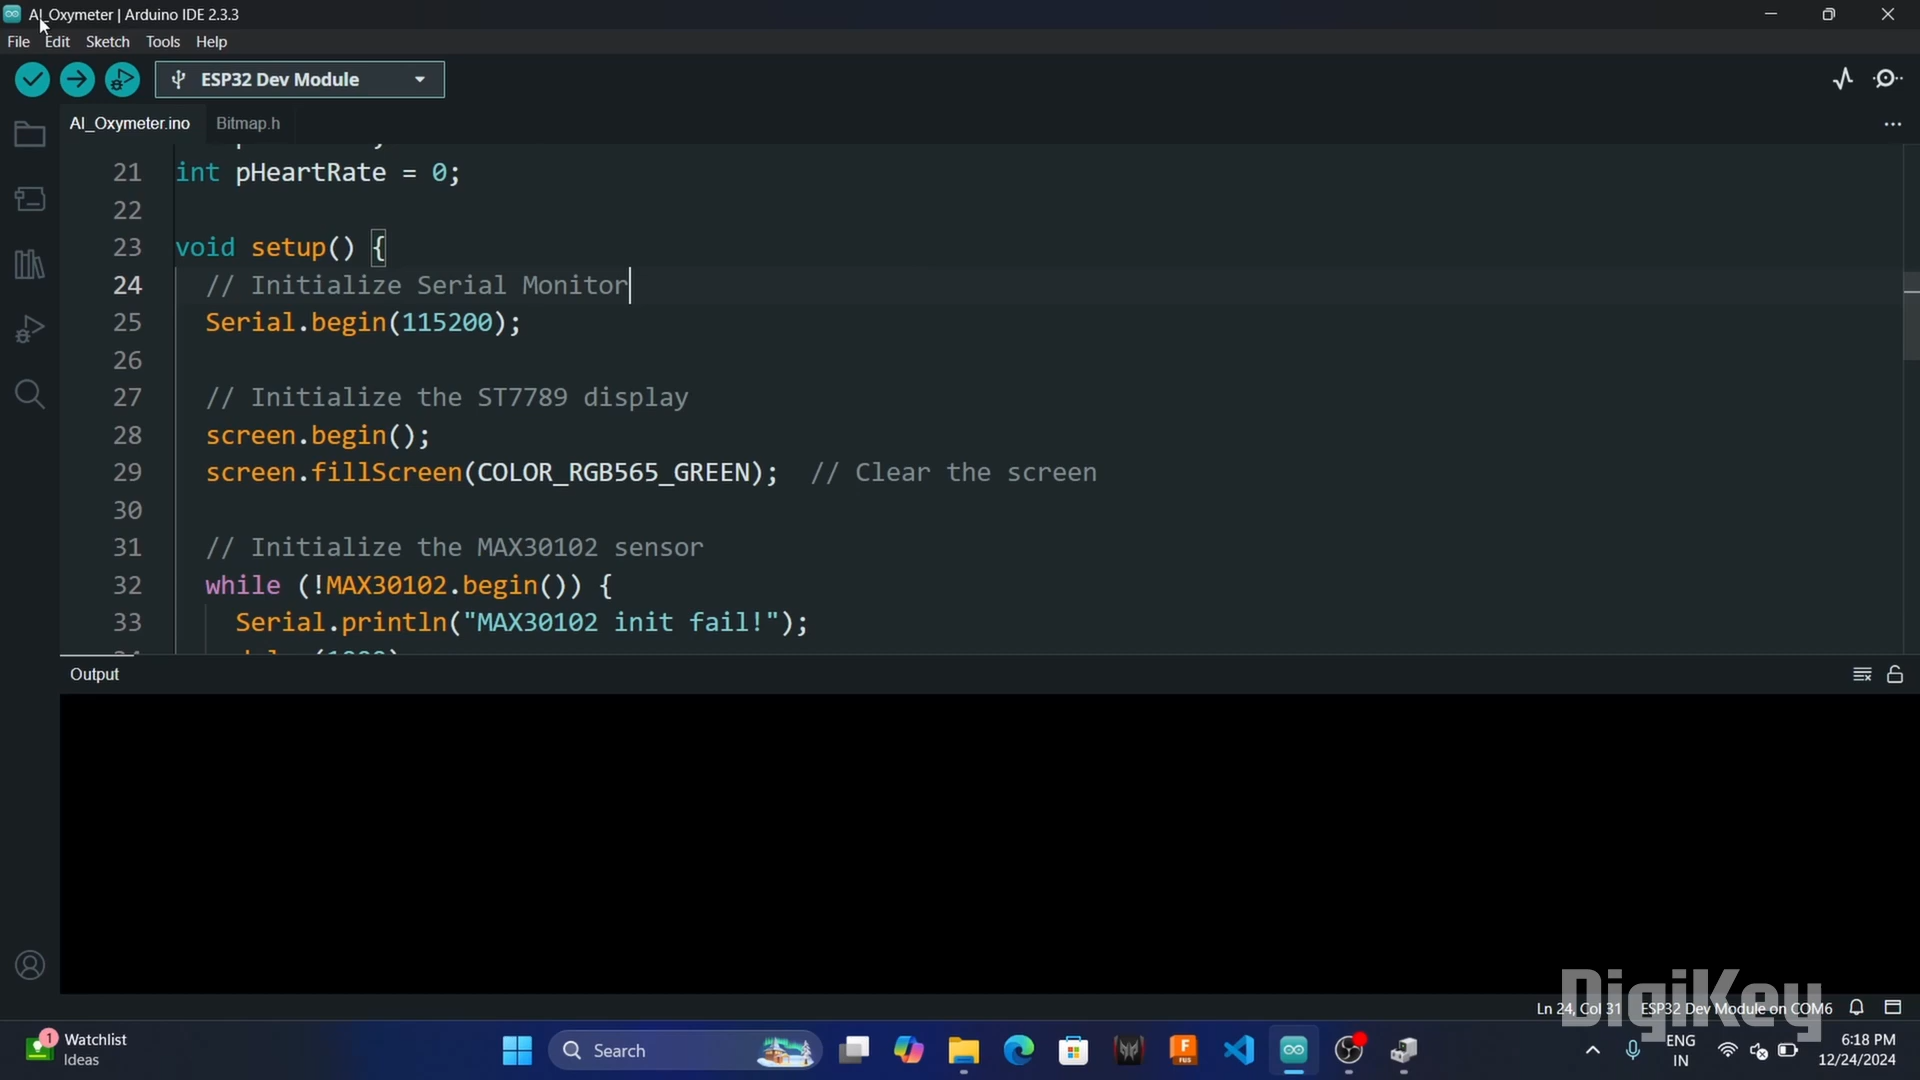 AI_Oxymeter | Arduino IDE 2.3.3
File Edit Sketch Tools Help
ESP32 Dev Module
AI_Oxymeter.ino Bitmap.h
21 int pHeartRate = 0;
22
23 void setup() {
24 // Initialize Serial Monitor
25 Serial.begin(115200);
26
27 // Initialize the ST7789 display
28 screen.begin();
29 screen.fillScreen(COLOR_RGB565_GREEN); // Clear the screen
30
31 // Initialize the MAX30102 sensor
32 while (!MAX30102.begin()) {
33 Serial.println("MAX30102 init fail!");
Output
DigiKey
Ln 24, Col 31 ESP32 Dev Module on COM6
1 Watchlist
Ideas
Search
F
FUS
ENG
IN
6:18 PM
12/24/2024